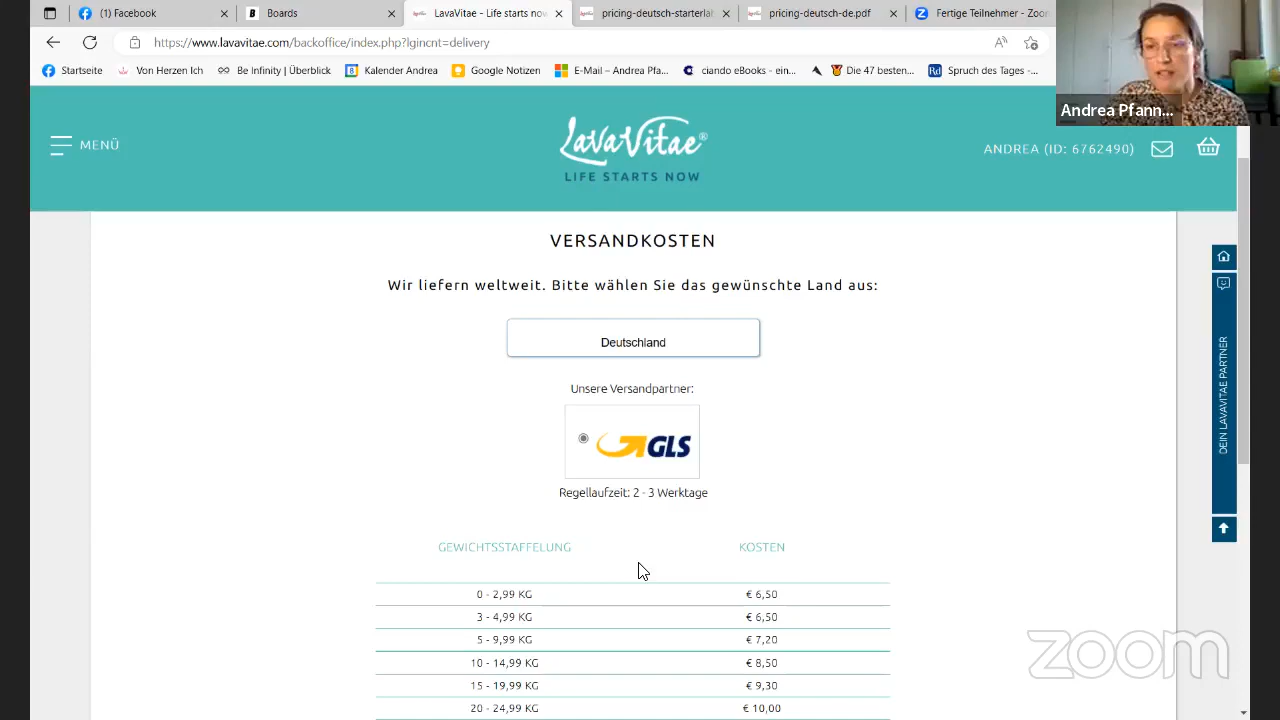 (1) Facebook
Boards
LavaVitae - Life starts now
pricing-deutsch-starterla
pricing-deutsch-de.pdf
Fertige Teilnehmer - Zoom
https://www.lavavitae.com/backoffice/index.php?lgincnt=delivery
Startseite
Von Herzen Ich
Be Infinity | Überblick
Kalender Andrea
Google Notizen
E-Mail – Andrea Pfa...
ciando eBooks - ein...
Die 47 besten...
Spruch des Tages -...
Andrea Pfann...
MENÜ
LavaVitae®
LIFE STARTS NOW
ANDREA (ID: 6762490)
VERSANDKOSTEN
Wir liefern weltweit. Bitte wählen Sie das gewünschte Land aus:
Deutschland
Unsere Versandpartner:
GLS
Regellaufzeit: 2 - 3 Werktage
DEIN LAVAVITAE PARTNER
GEWICHTSSTAFFELUNG KOSTEN
0 - 2,99 KG € 6,50
3 - 4,99 KG € 6,50
5 - 9,99 KG € 7,20
10 - 14,99 KG € 8,50
15 - 19,99 KG € 9,30
20 - 24,99 KG € 10,00
zoom